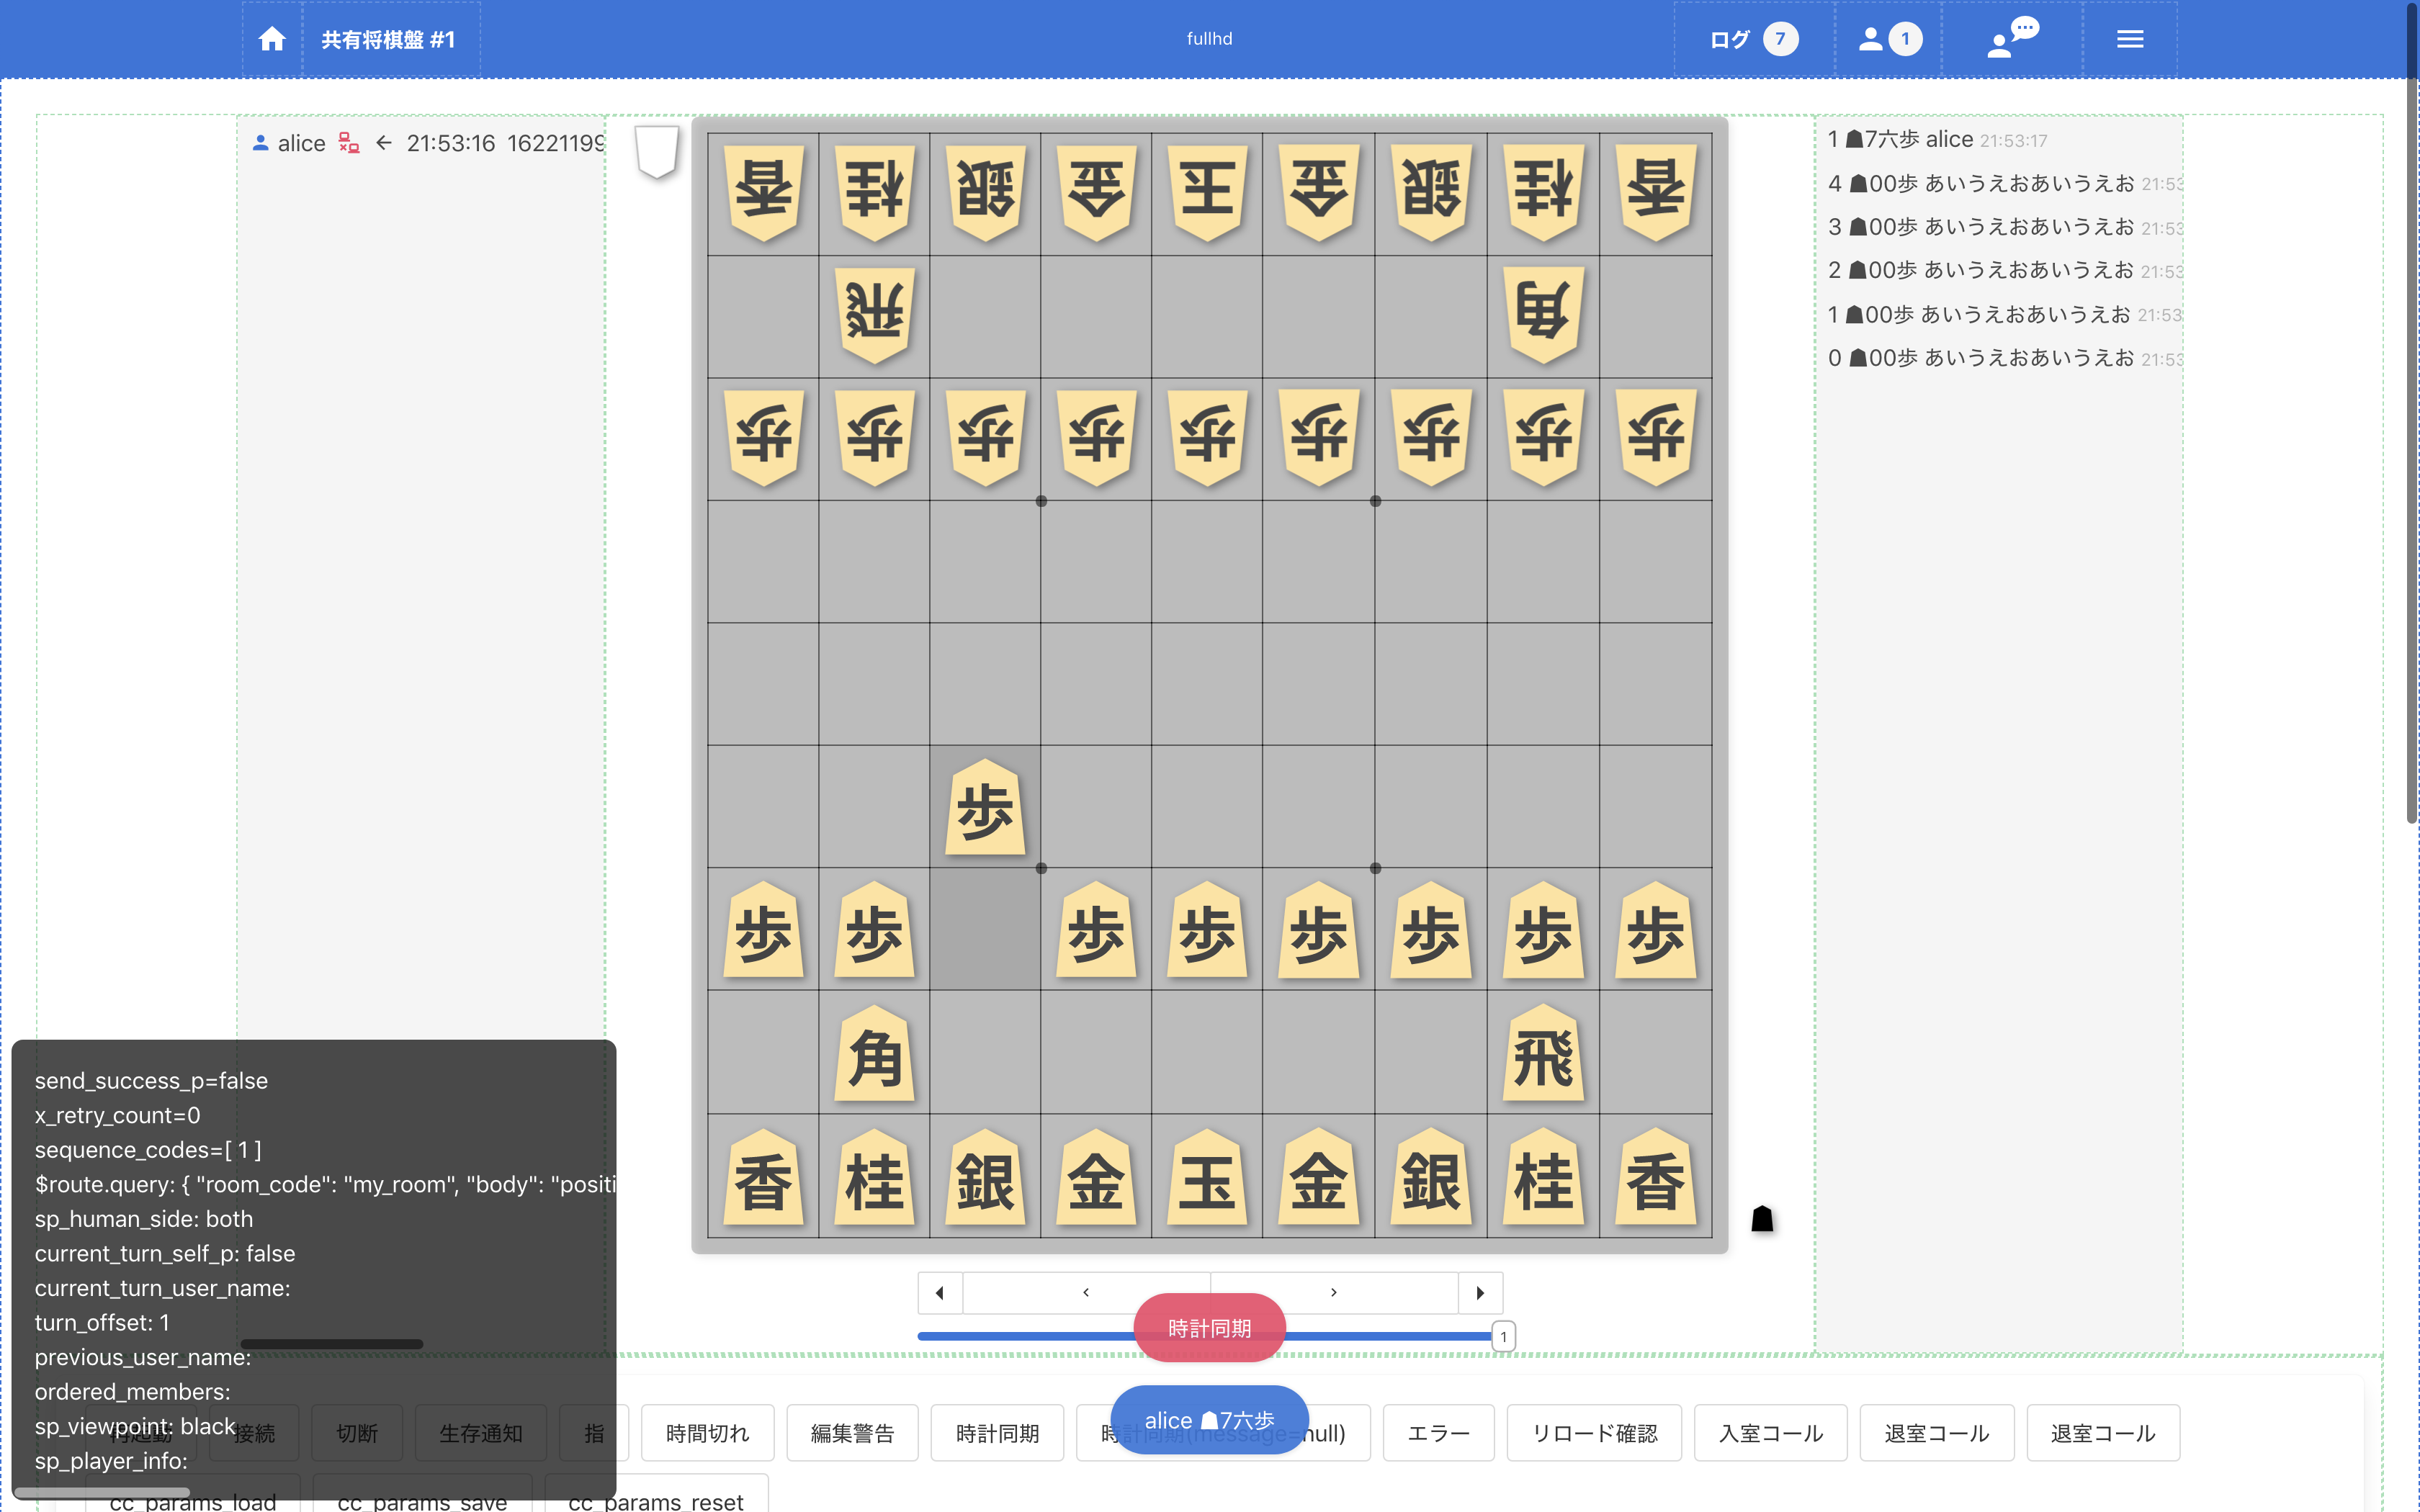 共有将棋盤 #1
fullhd
ログ 7
1
alice ← 21:53:16 16221199
香桂銀金玉金銀桂香
飛角
歩歩歩歩歩歩歩歩歩
歩
歩歩歩歩歩歩歩歩
角飛
香桂銀金玉金銀桂香
1
1 ☗7六歩 alice 21:53:17
4 ☗00歩 あいうえおあいうえお 21:53
3 ☗00歩 あいうえおあいうえお 21:53
2 ☗00歩 あいうえおあいうえお 21:53
1 ☗00歩 あいうえおあいうえお 21:53
0 ☗00歩 あいうえおあいうえお 21:53
時計同期
alice ☗7六歩
send_success_p=false
x_retry_count=0
sequence_codes=[ 1 ]
$route.query: { "room_code": "my_room", "body": "positi
sp_human_side: both
current_turn_self_p: false
current_turn_user_name:
turn_offset: 1
previous_user_name:
ordered_members:
sp_viewpoint: black
sp_player_info:
再起動 接続 切断 生存通知 指 時間切れ 編集警告 時計同期 時計同期(message=null) エラー リロード確認 入室コール 退室コール 退室コール
cc_params_load cc_params_save cc_params_reset